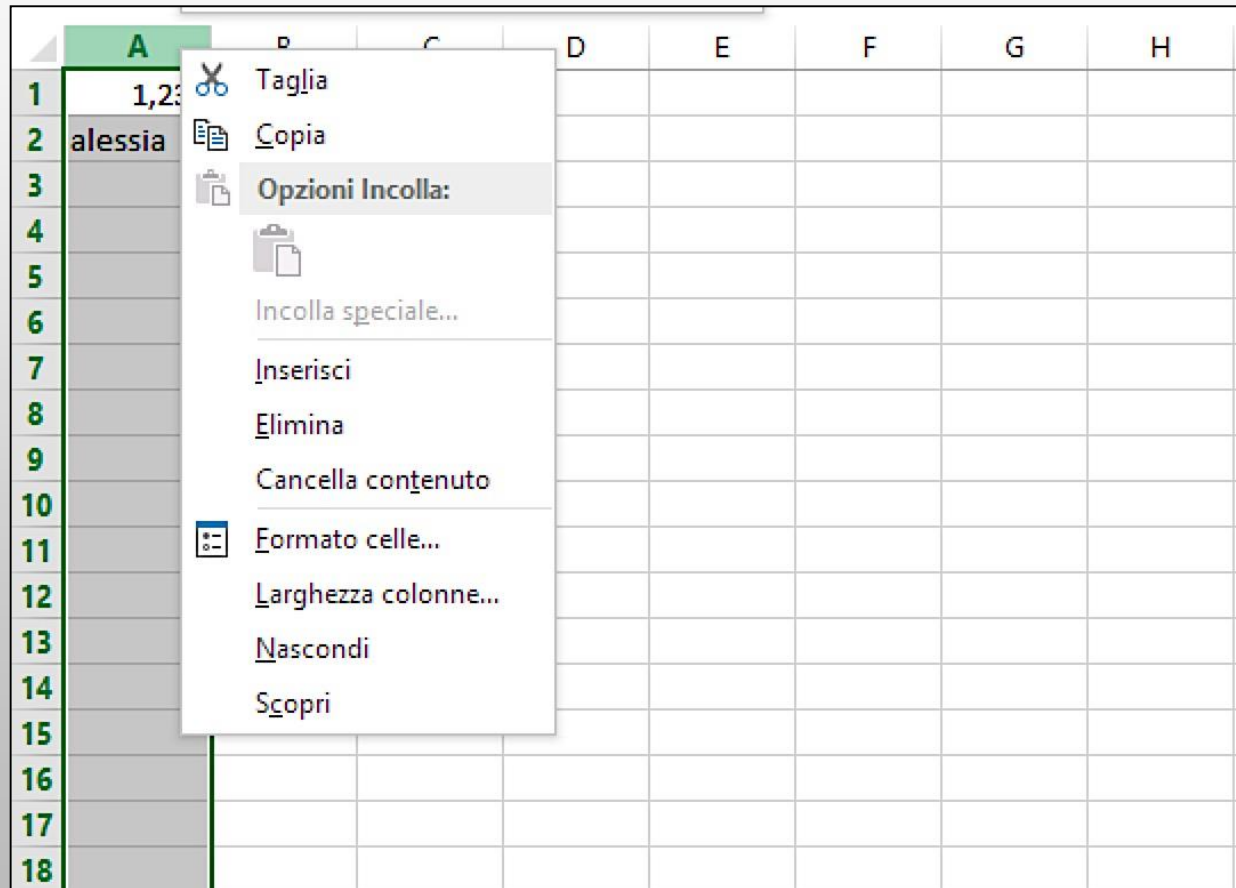 A D E F G H
1 1,23
2 alessia
3
4
5
6
7
8
9
10
11
12
13
14
15
16
17
18
Taglia
Copia
Opzioni Incolla:
Incolla speciale...
Inserisci
Elimina
Cancella contenuto
Formato celle...
Larghezza colonne...
Nascondi
Scopri